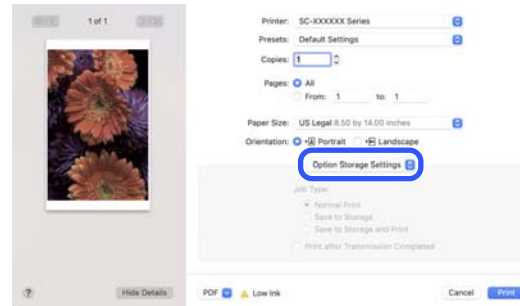 1 of 1
Printer: SC-XXXXXX Series
Presets: Default Settings
Copies: 1
Pages: All
From: 1 to: 1
Paper Size: US Legal 8.50 by 14.00 inches
Orientation: Portrait Landscape
Option Storage Settings
Job Type:
Normal Print
Save to Storage
Save to Storage and Print
Print after Transmission Completed
? Hide Details PDF Low Ink Cancel Print